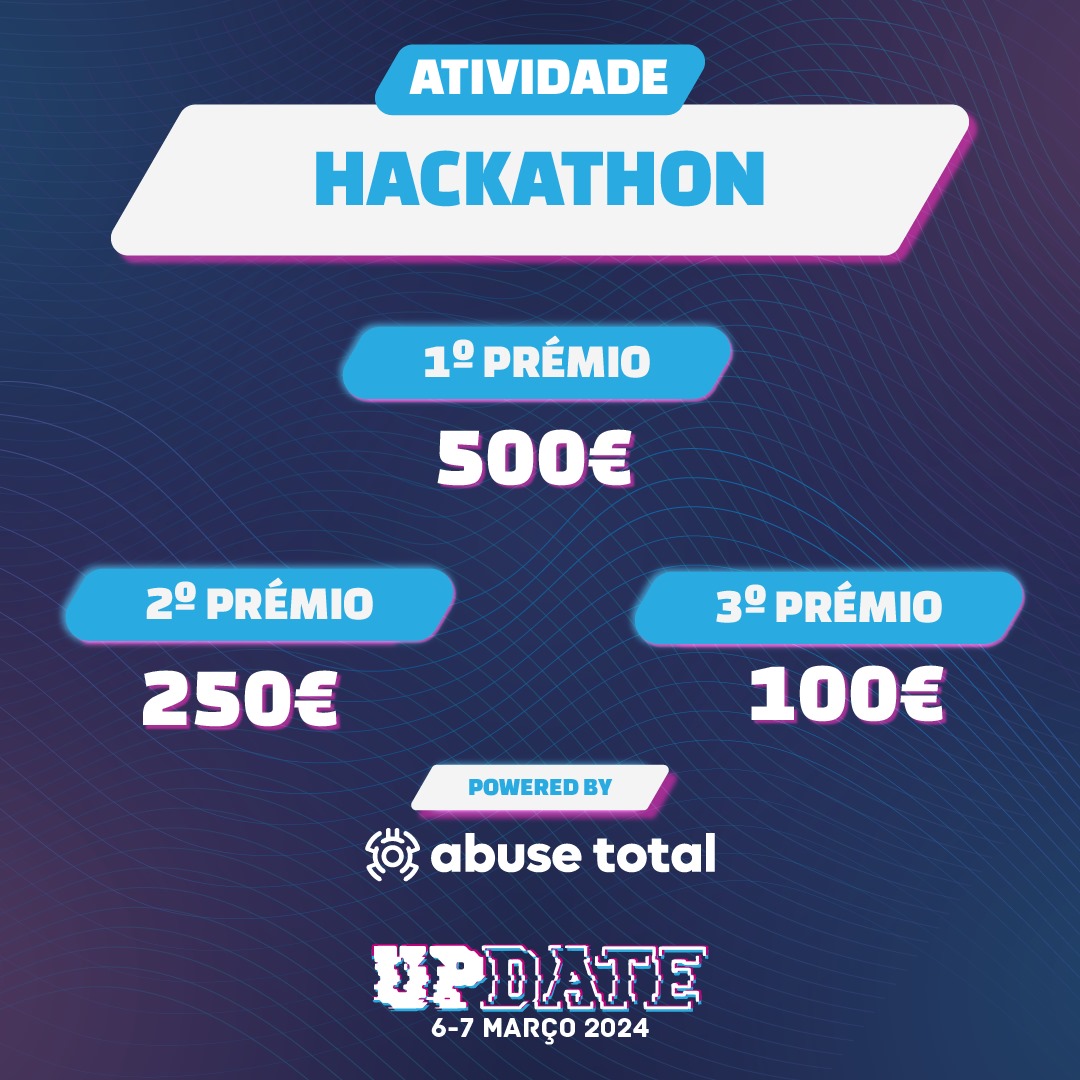 ATIVIDADE
HACKATHON
1º PRÉMIO
500€
2º PRÉMIO
250€
3º PRÉMIO
100€
POWERED BY
abuse total
UPDATE
6-7 MARÇO 2024